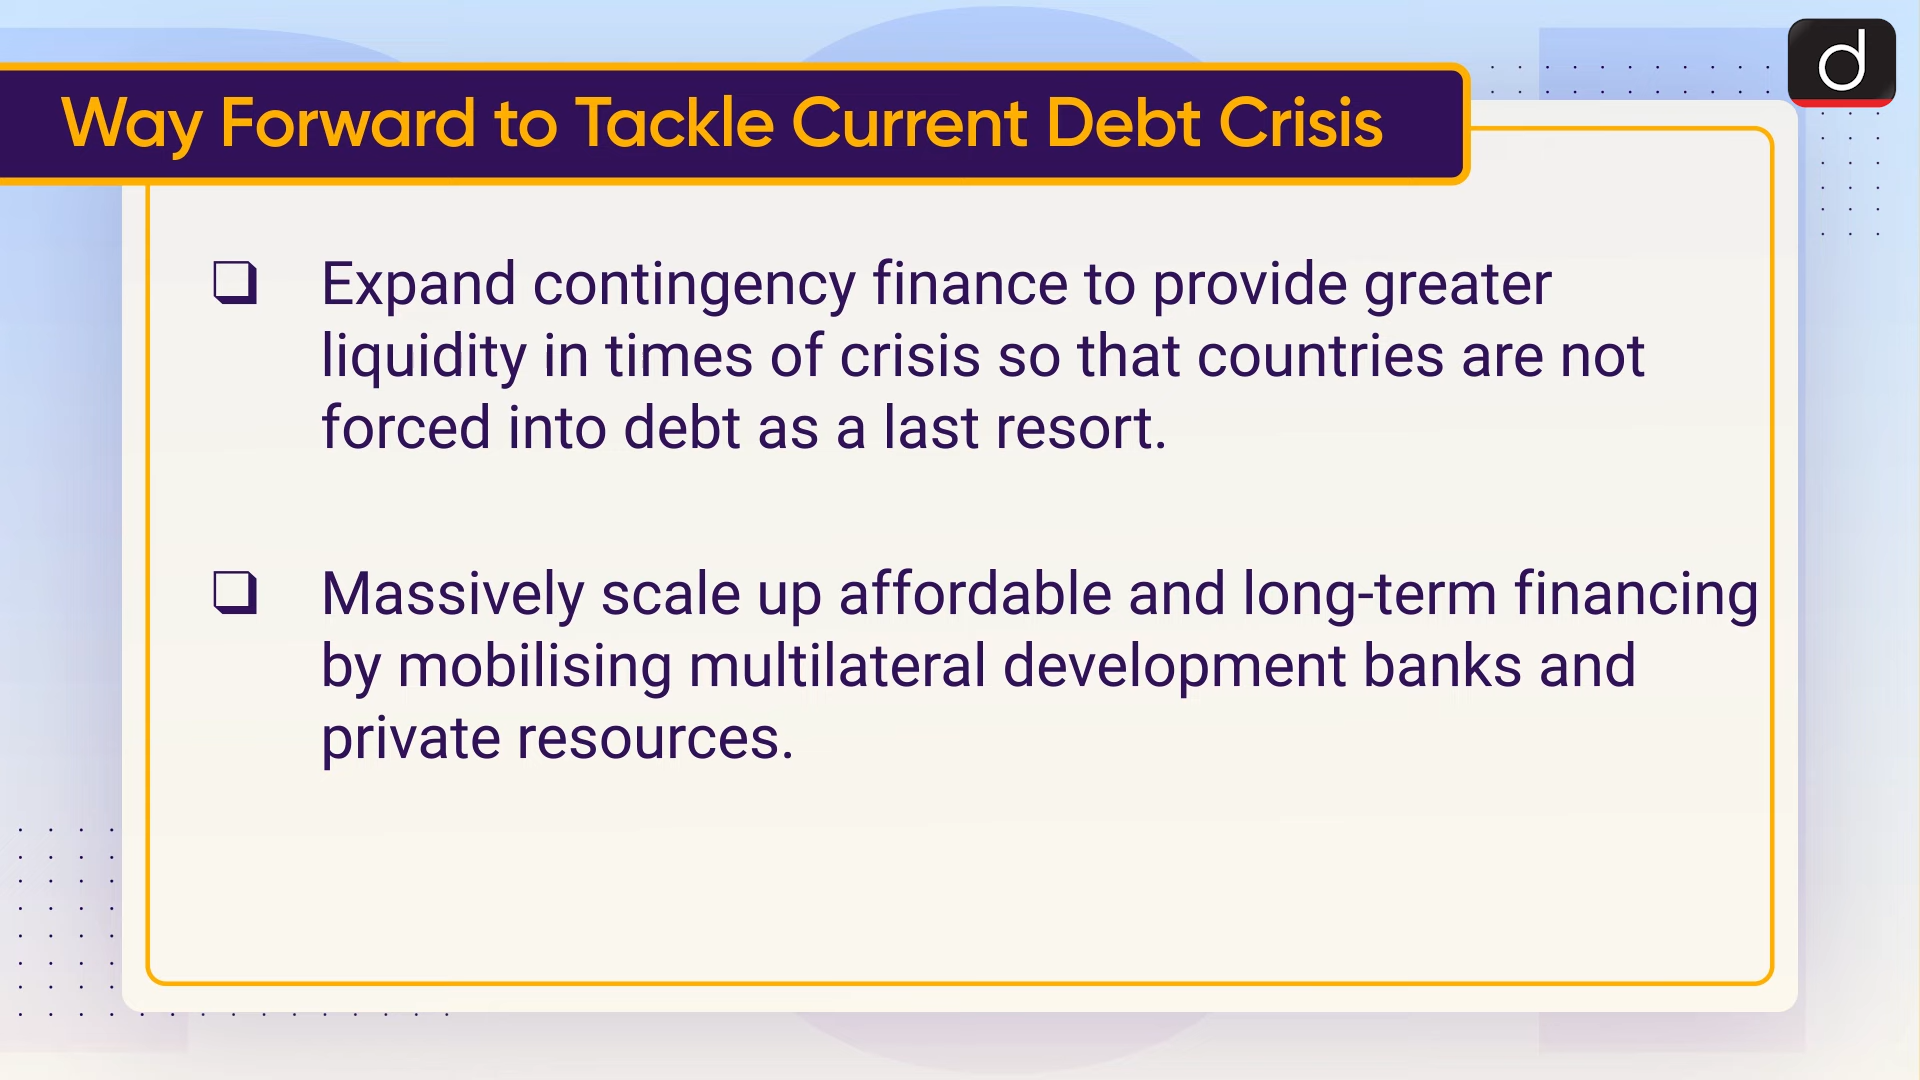 Way Forward to Tackle Current Debt Crisis
d
❑ Expand contingency finance to provide greater
liquidity in times of crisis so that countries are not
forced into debt as a last resort.
❑ Massively scale up affordable and long-term financing
by mobilising multilateral development banks and
private resources.